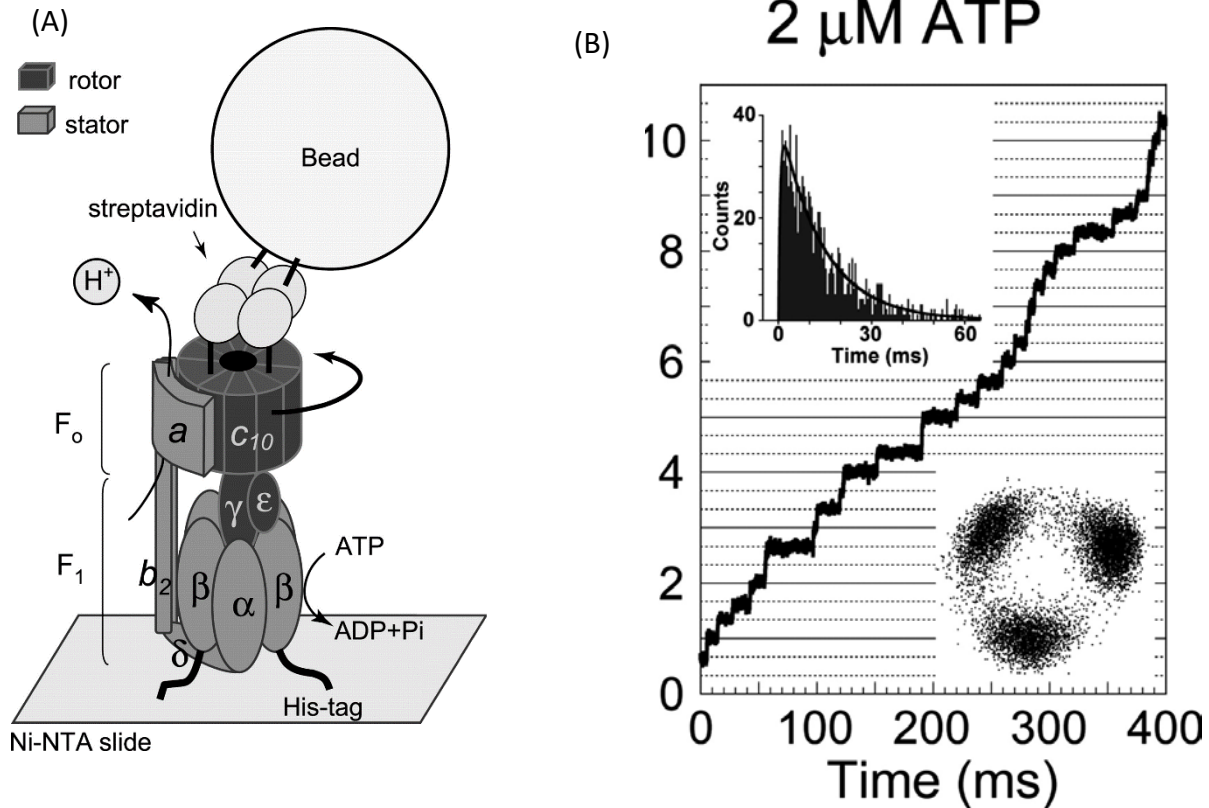 (A)
rotor
stator
Bead
streptavidin
H+
Fo
a
c10
γ
ε
F1
b2
β
α
β
ATP
ADP+Pi
δ
His-tag
Ni-NTA slide
(B)
2 μM ATP
10
8
6
4
2
0
0 100 200 300 400
Time (ms)
40
20
0
Counts
0 30 60
Time (ms)